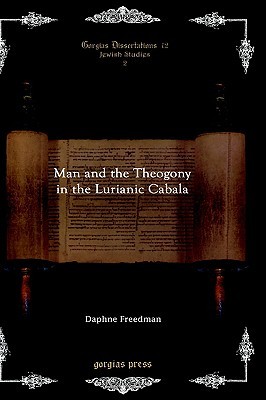 Gorgias Dissertations 12
Jewish Studies
2
Man and the Theogony
in the Lurianic Cabala
Daphne Freedman
gorgias press